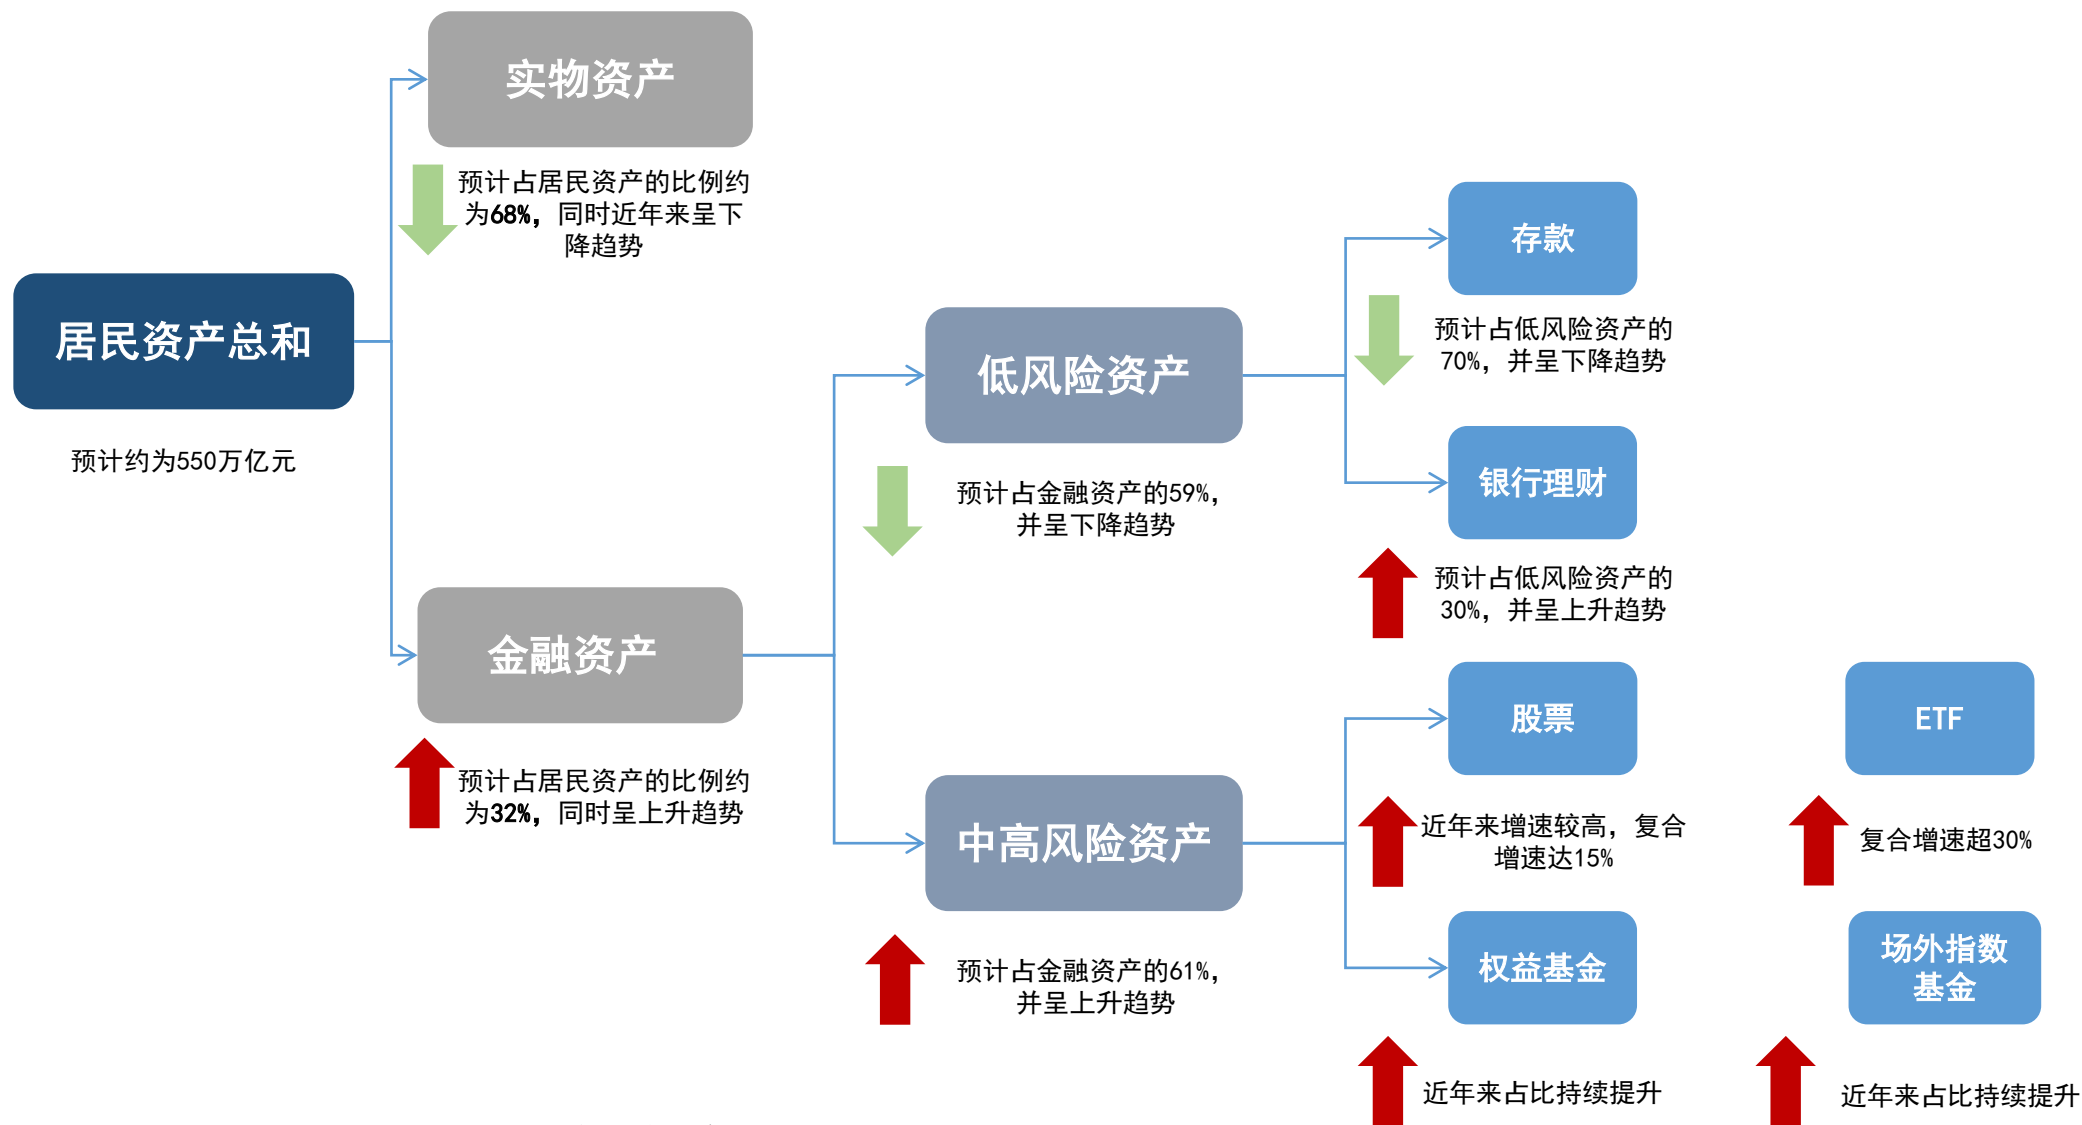 实物资产
预计占居民资产的比例约
为68%，同时近年来呈下
降趋势
居民资产总和
预计约为550万亿元
金融资产
预计占居民资产的比例约
为32%，同时呈上升趋势
低风险资产
预计占金融资产的59%，
并呈下降趋势
中高风险资产
预计占金融资产的61%，
并呈上升趋势
存款
预计占低风险资产的
70%，并呈下降趋势
银行理财
预计占低风险资产的
30%，并呈上升趋势
股票
近年来增速较高，复合
增速达15%
权益基金
近年来占比持续提升
ETF
复合增速超30%
场外指数
基金
近年来占比持续提升